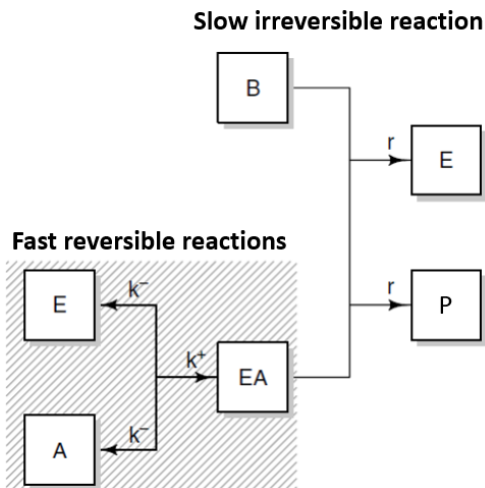 Slow irreversible reaction
B
r
E
Fast reversible reactions
r
P
E
k⁻
k⁺
EA
k⁻
A